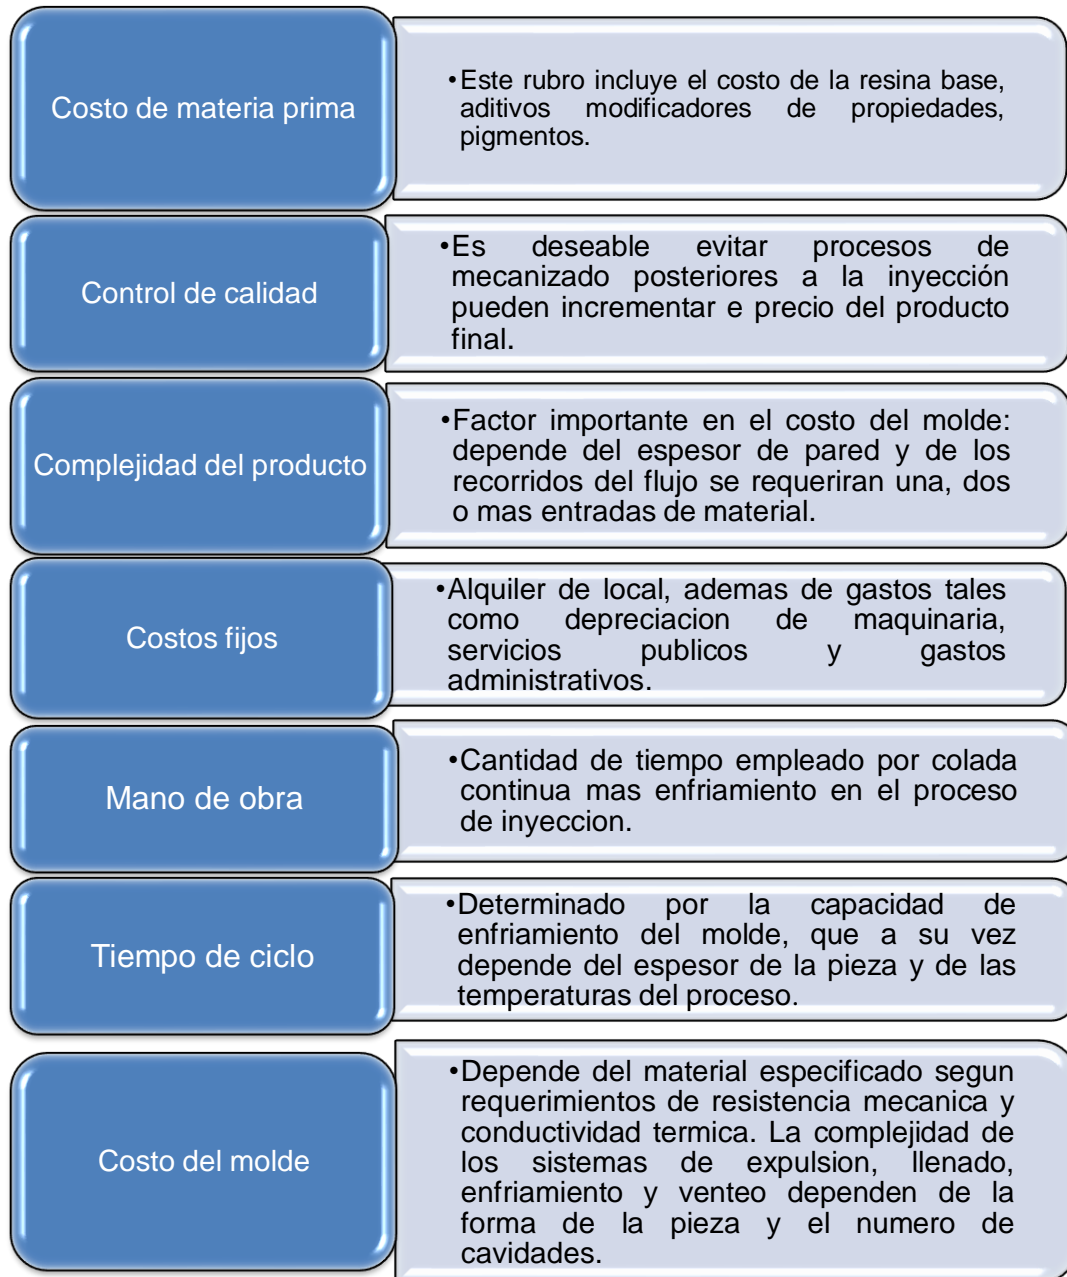 Costo de materia prima
•Este rubro incluye el costo de la resina base,
aditivos modificadores de propiedades,
pigmentos.
Control de calidad
•Es deseable evitar procesos de
mecanizado posteriores a la inyección
pueden incrementar e precio del producto
final.
Complejidad del producto
•Factor importante en el costo del molde:
depende del espesor de pared y de los
recorridos del flujo se requeriran una, dos
o mas entradas de material.
Costos fijos
•Alquiler de local, ademas de gastos tales
como depreciacion de maquinaria,
servicios publicos y gastos
administrativos.
Mano de obra
•Cantidad de tiempo empleado por colada
continua mas enfriamiento en el proceso
de inyeccion.
Tiempo de ciclo
•Determinado por la capacidad de
enfriamiento del molde, que a su vez
depende del espesor de la pieza y de las
temperaturas del proceso.
Costo del molde
•Depende del material especificado segun
requerimientos de resistencia mecanica y
conductividad termica. La complejidad de
los sistemas de expulsion, llenado,
enfriamiento y venteo dependen de la
forma de la pieza y el numero de
cavidades.